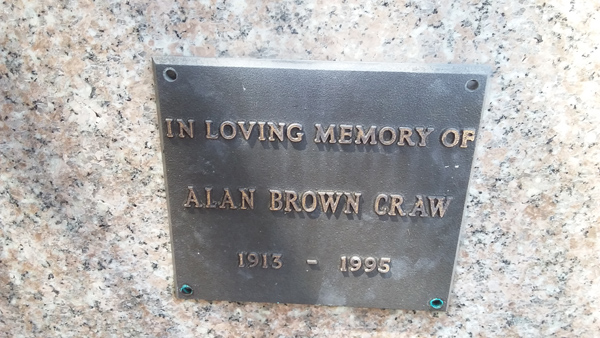 IN LOVING MEMORY OF
ALAN BROWN CRAW
1913 - 1995